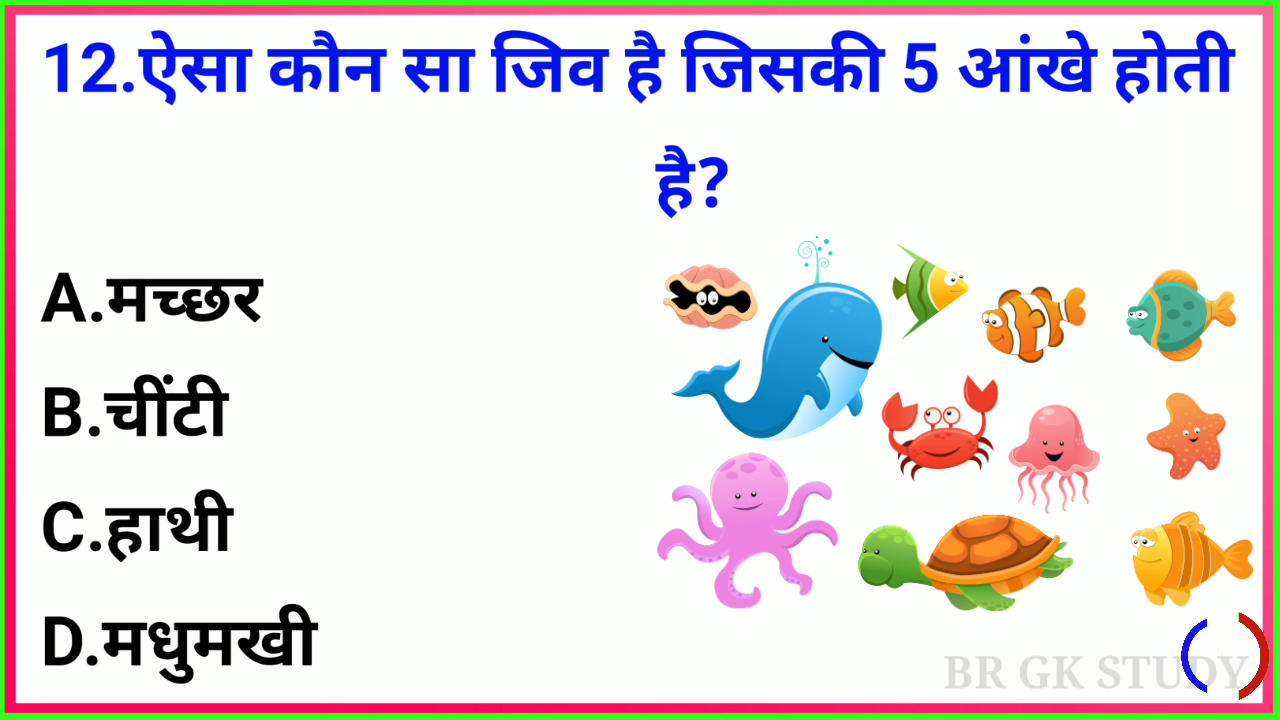 12.ऐसा कौन सा जिव है जिसकी 5 आंखे होती
है?
A.मच्छर
B.चींटी
C.हाथी
D.मधुमखी
BR GK STUDY